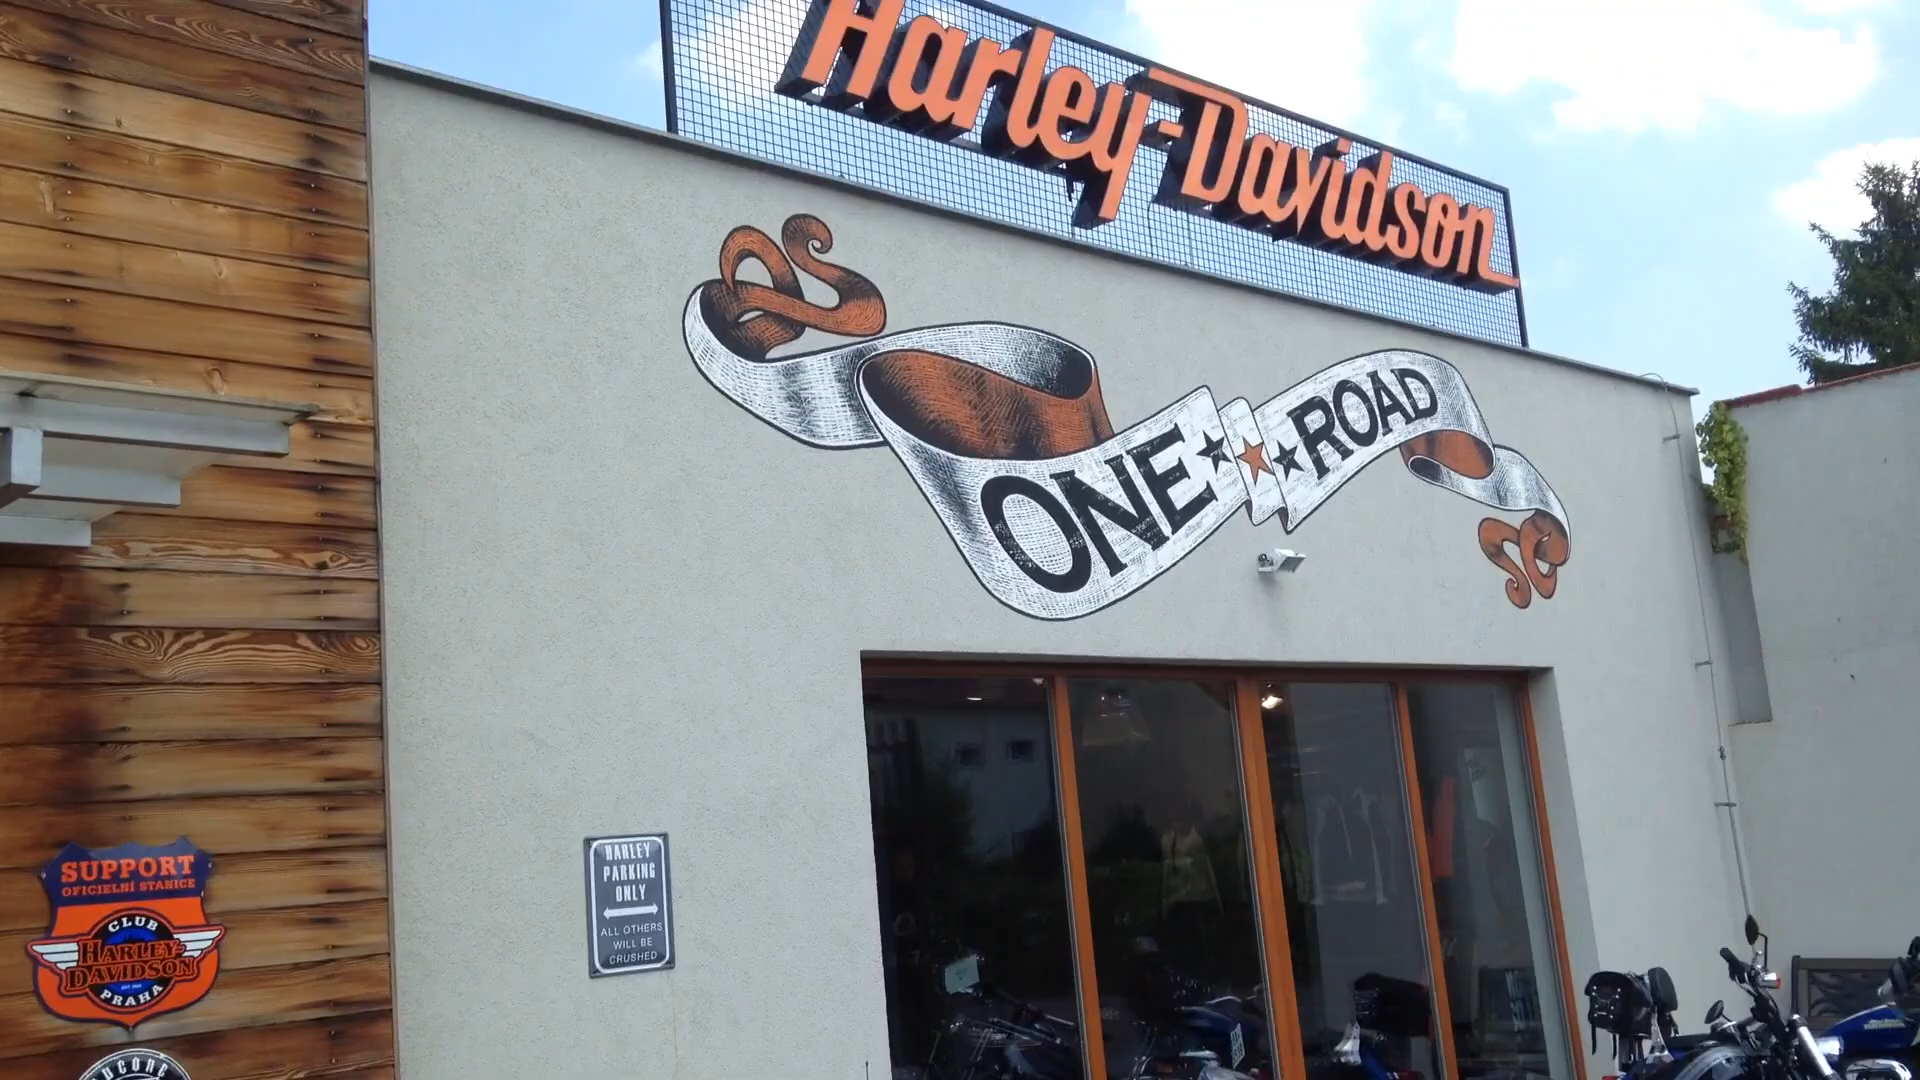 Harley-Davidson
ONE ROAD
HARLEY
PARKING
ONLY
ALL OTHERS
WILL BE
CRUSHED
SUPPORT
OFICIELNÍ STANICE
CLUB
HARLEY-
DAVIDSON
PRAHA